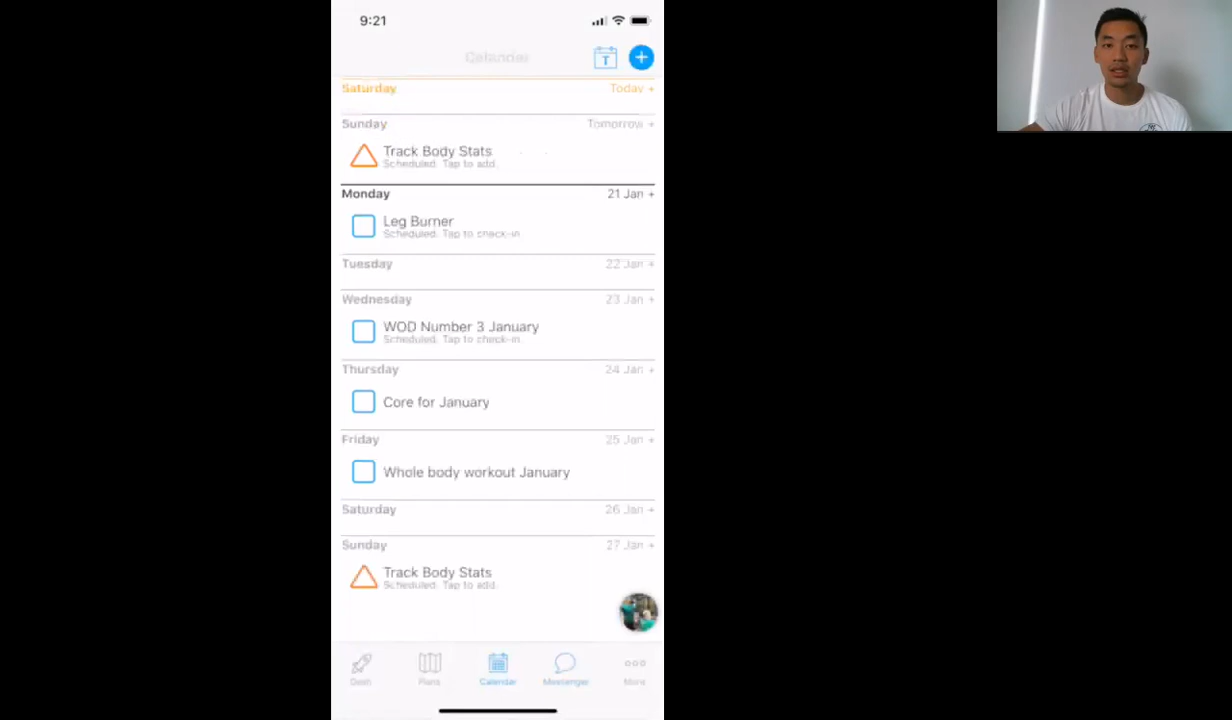 9:21
Calendar
T
Saturday Today +
Sunday Tomorrow +
Track Body Stats
Scheduled. Tap to add.
Monday 21 Jan +
Leg Burner
Scheduled. Tap to check-in.
Tuesday 22 Jan +
Wednesday 23 Jan +
WOD Number 3 January
Scheduled. Tap to check-in.
Thursday 24 Jan +
Core for January
Friday 25 Jan +
Whole body workout January
Saturday 26 Jan +
Sunday 27 Jan +
Track Body Stats
Scheduled. Tap to add.
Dash Plans Calendar Messenger More